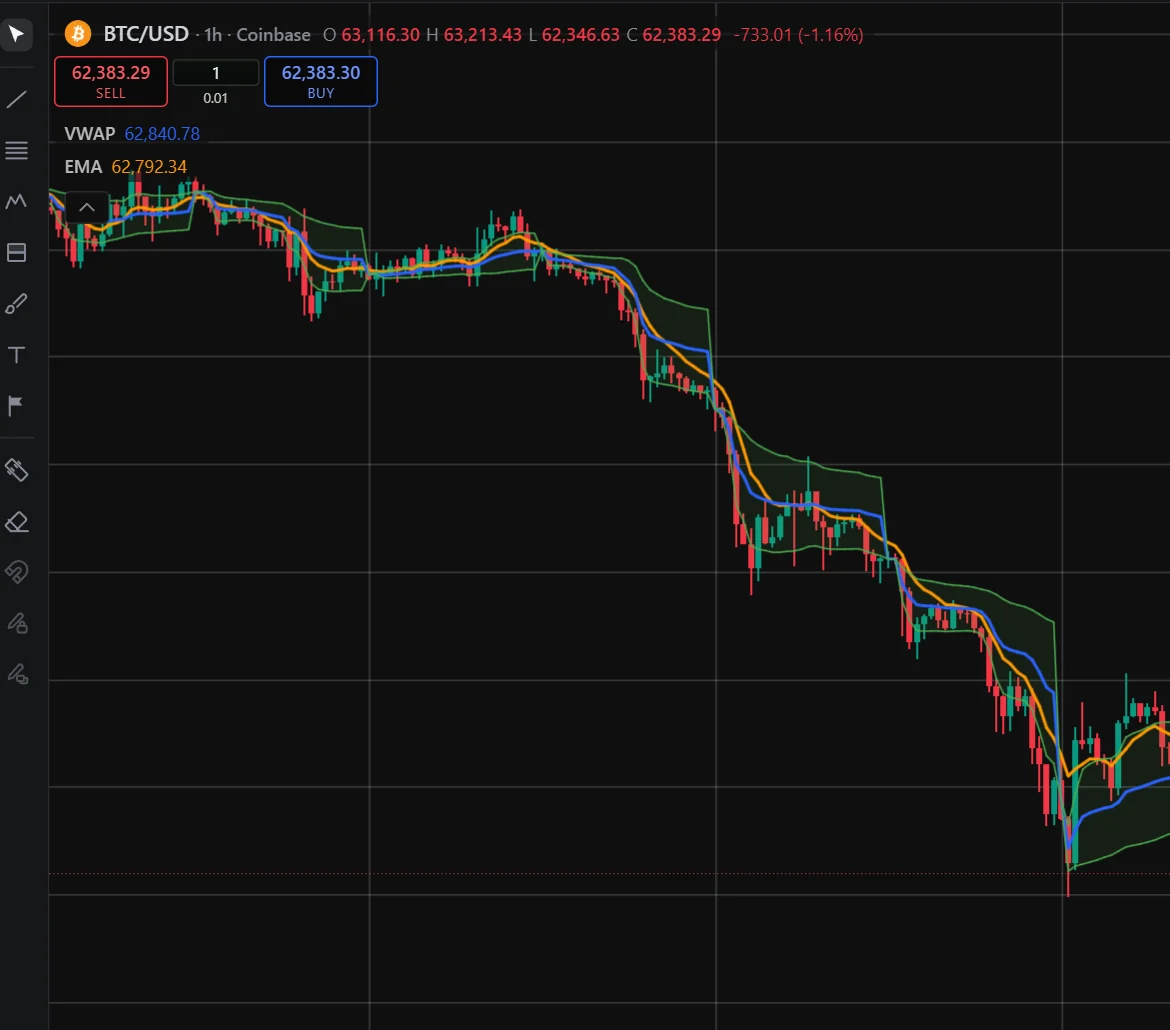 BTC/USD · 1h · Coinbase O 63,116.30 H 63,213.43 L 62,346.63 C 62,383.29 -733.01 (-1.16%)
62,383.29 1 62,383.30
SELL 0.01 BUY
VWAP 62,840.78
EMA 62,792.34